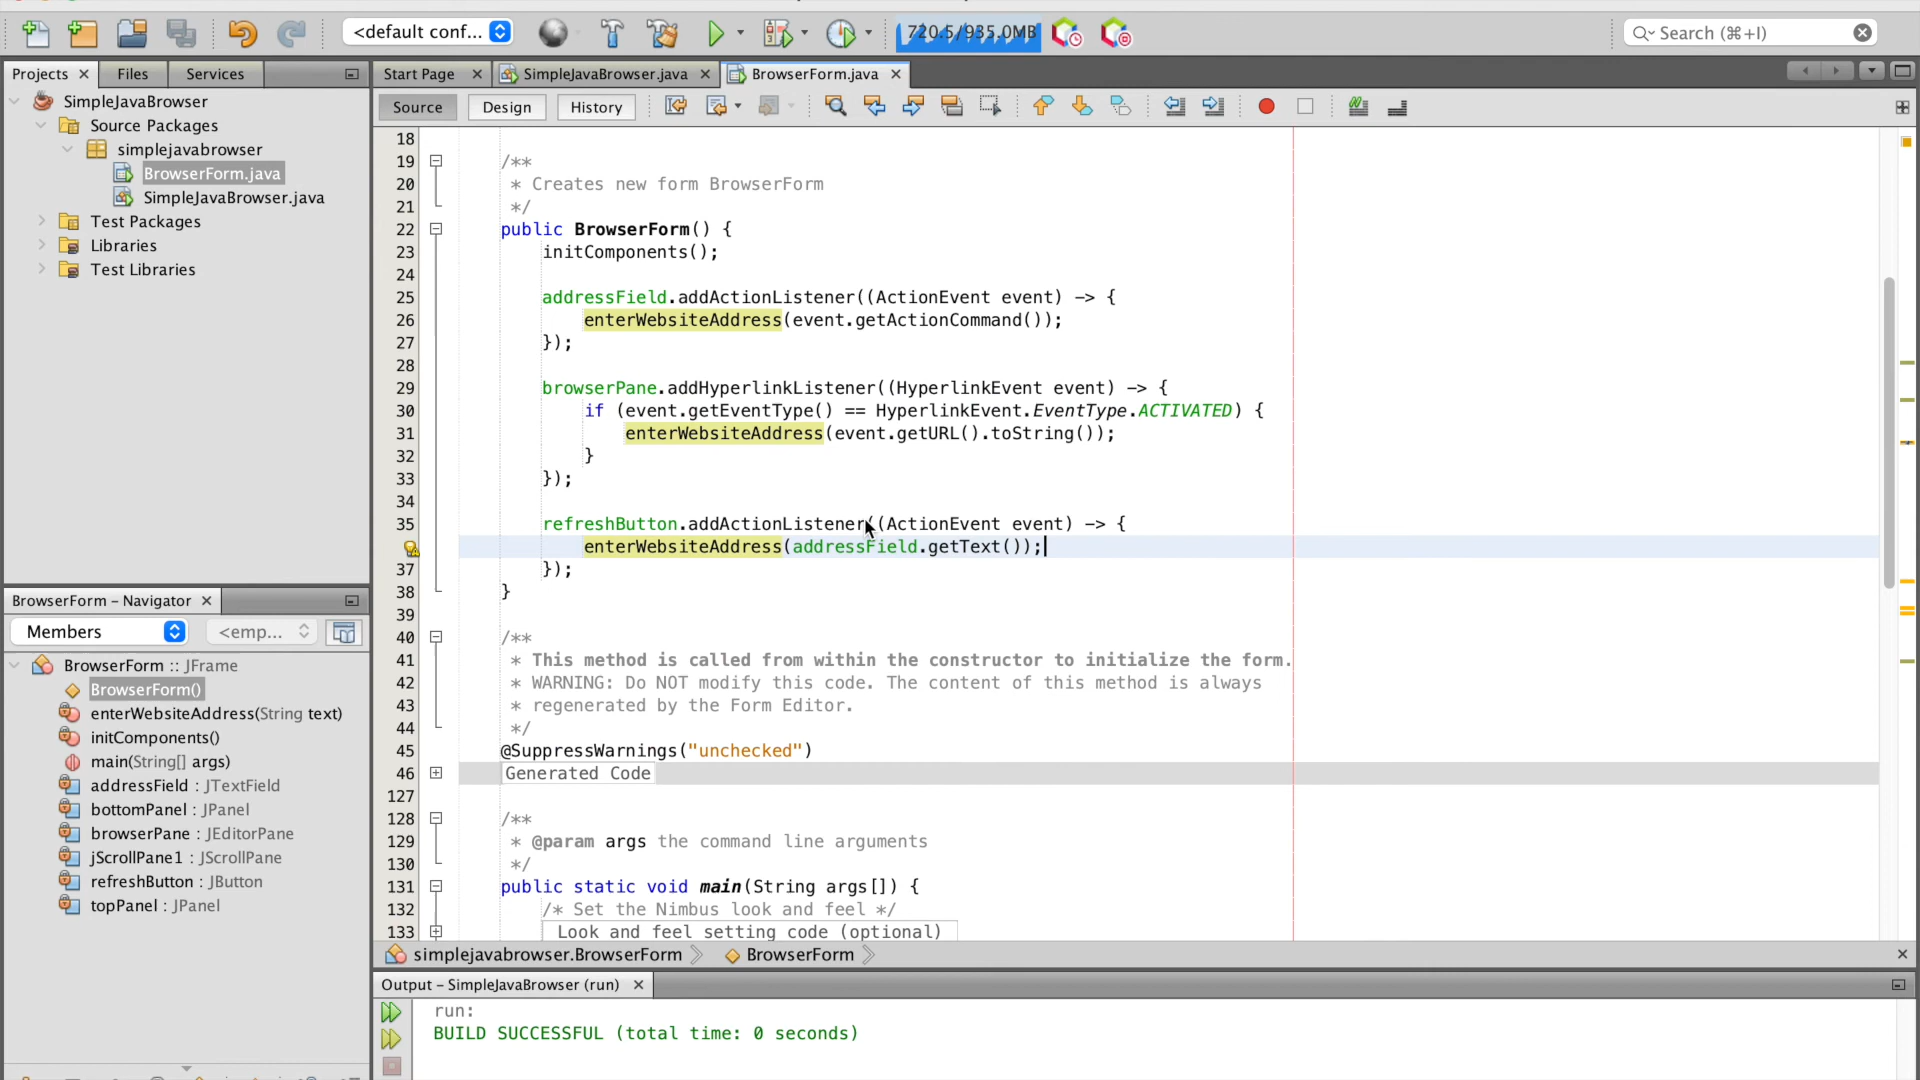 <default conf...
720.5/935.0MB
Search (⌘+I)
Projects
Files
Services
Start Page
SimpleJavaBrowser.java
BrowserForm.java
Source
Design
History
SimpleJavaBrowser
Source Packages
simplejavabrowser
BrowserForm.java
SimpleJavaBrowser.java
Test Packages
Libraries
Test Libraries
18
19 /**
20 * Creates new form BrowserForm
21 */
22 public BrowserForm() {
23 initComponents();
24
25 addressField.addActionListener((ActionEvent event) -> {
26 enterWebsiteAddress(event.getActionCommand());
27 });
28
29 browserPane.addHyperlinkListener((HyperlinkEvent event) -> {
30 if (event.getEventType() == HyperlinkEvent.EventType.ACTIVATED) {
31 enterWebsiteAddress(event.getURL().toString());
32 }
33 });
34
35 refreshButton.addActionListener((ActionEvent event) -> {
enterWebsiteAddress(addressField.getText());
37 });
38 }
39
40 /**
41 * This method is called from within the constructor to initialize the form.
42 * WARNING: Do NOT modify this code. The content of this method is always
43 * regenerated by the Form Editor.
44 */
45 @SuppressWarnings("unchecked")
46 Generated Code
127
128 /**
129 * @param args the command line arguments
130 */
131 public static void main(String args[]) {
132 /* Set the Nimbus look and feel */
133 Look and feel setting code (optional)
BrowserForm – Navigator
Members
<emp...
BrowserForm :: JFrame
BrowserForm()
enterWebsiteAddress(String text)
initComponents()
main(String[] args)
addressField : JTextField
bottomPanel : JPanel
browserPane : JEditorPane
jScrollPane1 : JScrollPane
refreshButton : JButton
topPanel : JPanel
simplejavabrowser.BrowserForm
BrowserForm
Output – SimpleJavaBrowser (run)
run:
BUILD SUCCESSFUL (total time: 0 seconds)